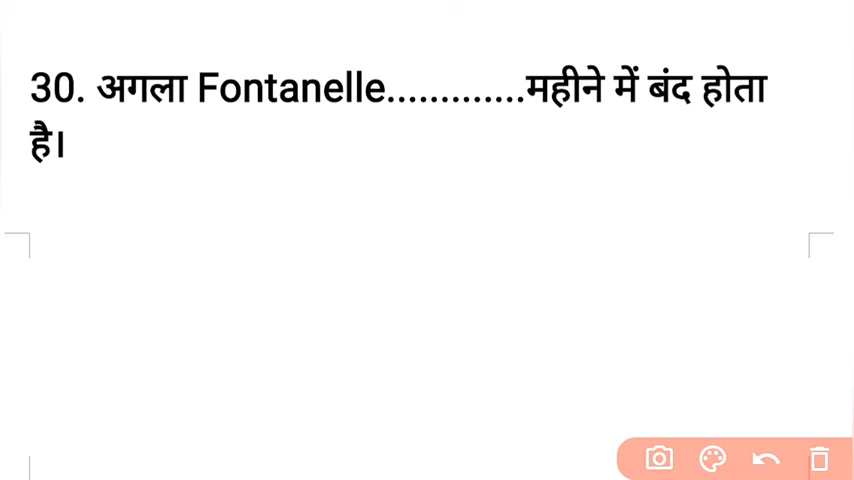 30. अगला Fontanelle.............महीने में बंद होता
है।